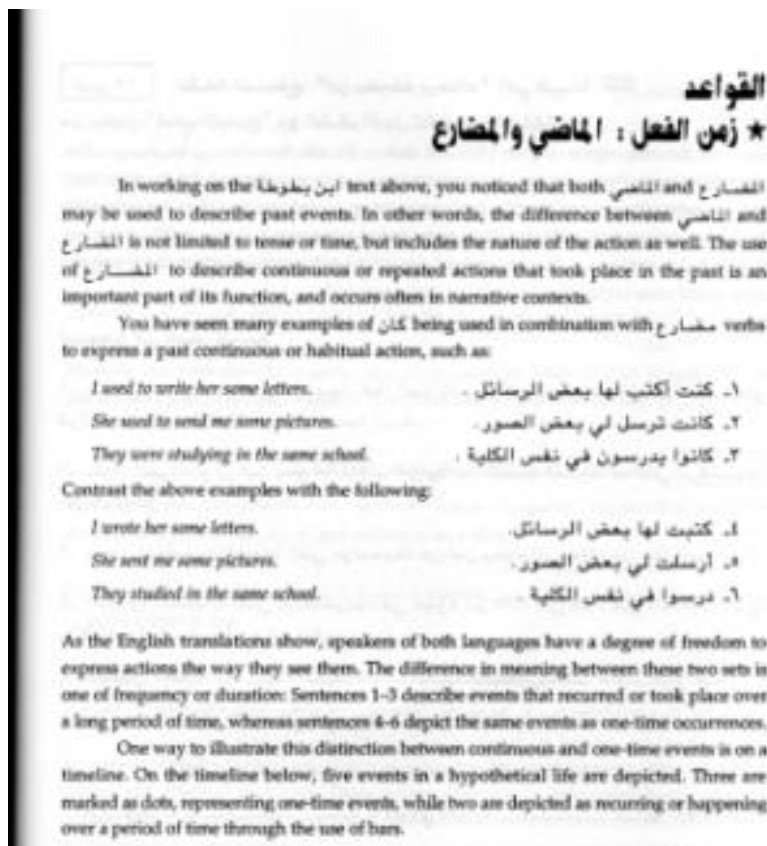 القواعد
★ زمن الفعل : الماضي والمضارع
In working on the ابن بطوطة text above, you noticed that both الماضي and المضارع
may be used to describe past events. In other words, the difference between الماضي and
المضارع is not limited to tense or time, but includes the nature of the action as well. The use
of المضارع to describe continuous or repeated actions that took place in the past is an
important part of its function, and occurs often in narrative contexts.
You have seen many examples of كان being used in combination with مضارع verbs
to express a past continuous or habitual action, such as:
I used to write her some letters. ١ـ كنت أكتب لها بعض الرسائل .
She used to send me some pictures. ٢ـ كانت ترسل لي بعض الصور.
They were studying in the same school. ٣ـ كانوا يدرسون في نفس الكلية .
Contrast the above examples with the following:
I wrote her some letters. ٤ـ كتبت لها بعض الرسائل.
She sent me some pictures. ٥ـ أرسلت لي بعض الصور.
They studied in the same school. ٦ـ درسوا في نفس الكلية .
As the English translations show, speakers of both languages have a degree of freedom to
express actions the way they see them. The difference in meaning between these two sets is
one of frequency or duration: Sentences 1-3 describe events that recurred or took place over
a long period of time, whereas sentences 4-6 depict the same events as one-time occurrences.
One way to illustrate this distinction between continuous and one-time events is on a
timeline. On the timeline below, five events in a hypothetical life are depicted. Three are
marked as dots, representing one-time events, while two are depicted as recurring or happening
over a period of time through the use of bars.